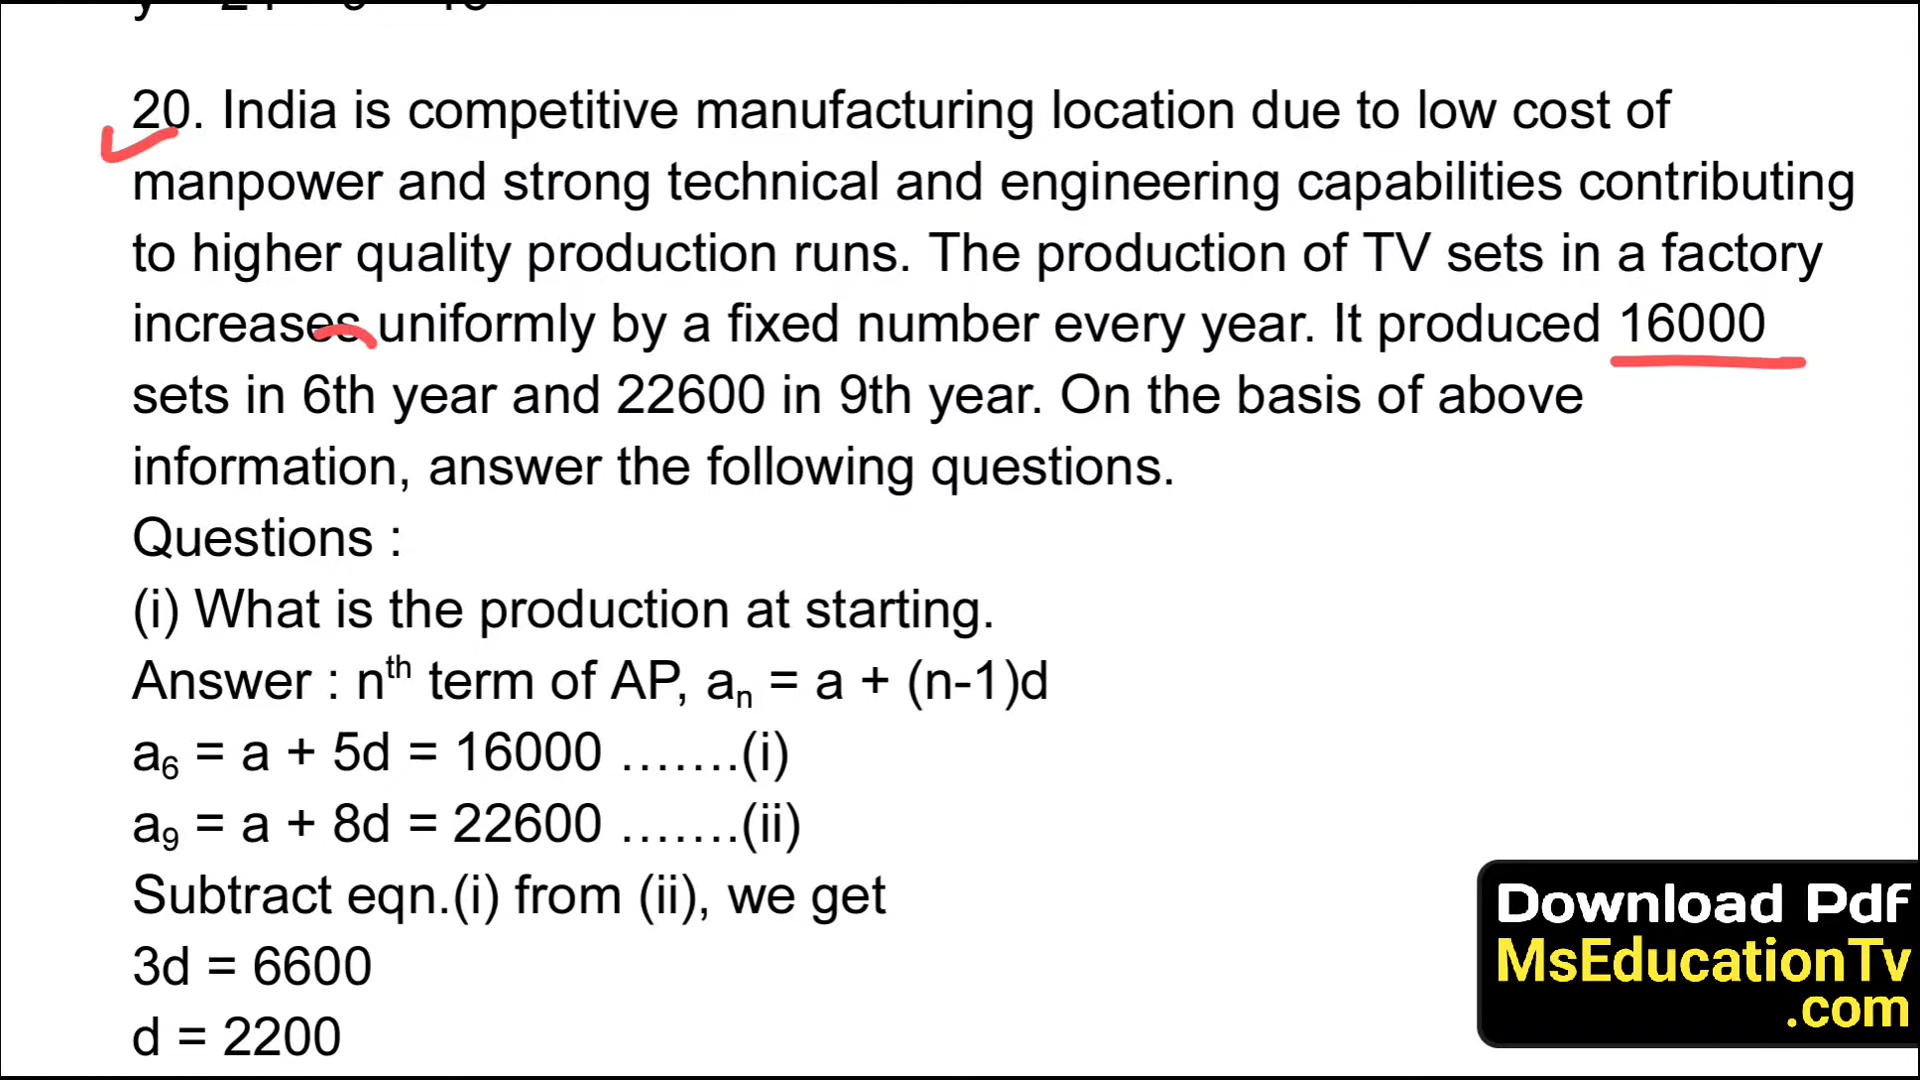 20. India is competitive manufacturing location due to low cost of
manpower and strong technical and engineering capabilities contributing
to higher quality production runs. The production of TV sets in a factory
increases uniformly by a fixed number every year. It produced 16000
sets in 6th year and 22600 in 9th year. On the basis of above
information, answer the following questions.
Questions :
(i) What is the production at starting.
Answer : nᵗʰ term of AP, aₙ = a + (n-1)d
a₆ = a + 5d = 16000 …….(i)
a₉ = a + 8d = 22600 …….(ii)
Subtract eqn.(i) from (ii), we get
3d = 6600
d = 2200
Download Pdf
MsEducationTv
.com